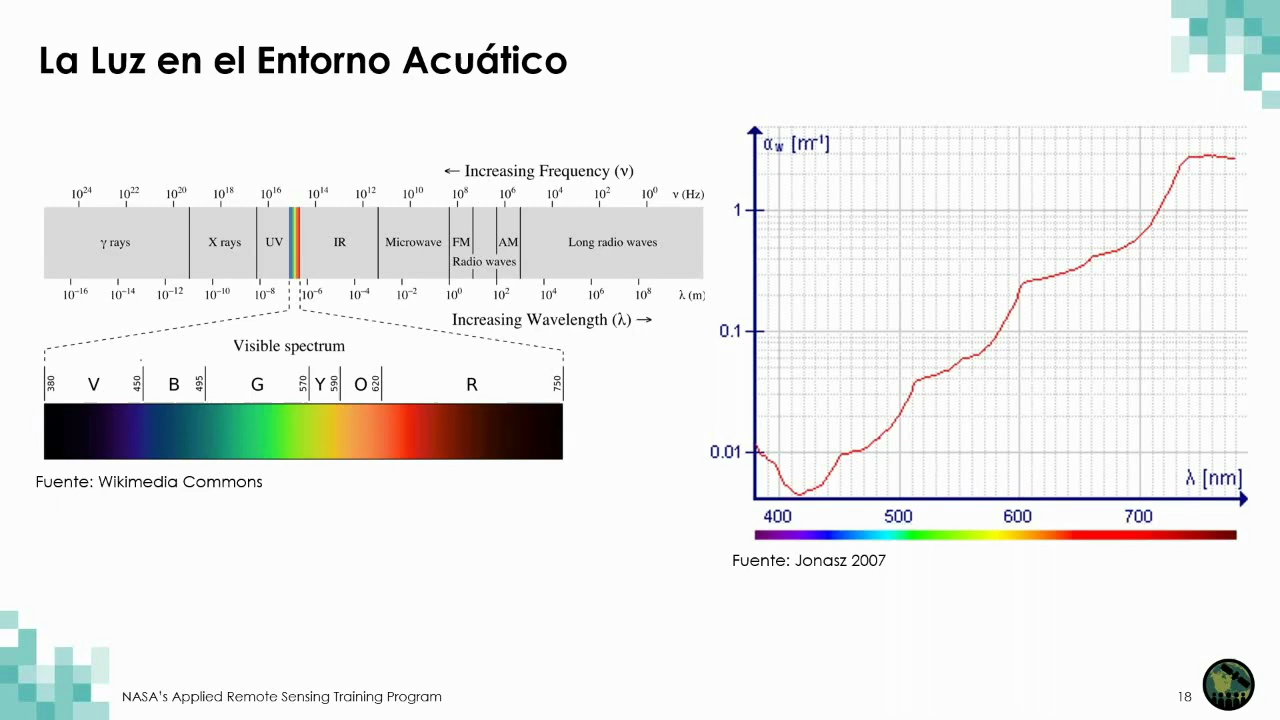 La Luz en el Entorno Acuático
← Increasing Frequency (ν)
10²⁴ 10²² 10²⁰ 10¹⁸ 10¹⁶ 10¹⁴ 10¹² 10¹⁰ 10⁸ 10⁶ 10⁴ 10² 10⁰ ν (Hz)
γ rays X rays UV IR Microwave FM AM Long radio waves
Radio waves
10⁻¹⁶ 10⁻¹⁴ 10⁻¹² 10⁻¹⁰ 10⁻⁸ 10⁻⁶ 10⁻⁴ 10⁻² 10⁰ 10² 10⁴ 10⁶ 10⁸ λ (m)
Increasing Wavelength (λ) →
Visible spectrum
380 V 450 B 495 G 570 Y 590 O 620 R 750
Fuente: Wikimedia Commons
αw [m⁻¹]
1
0.1
0.01
λ [nm]
400 500 600 700
Fuente: Jonasz 2007
NASA's Applied Remote Sensing Training Program
18